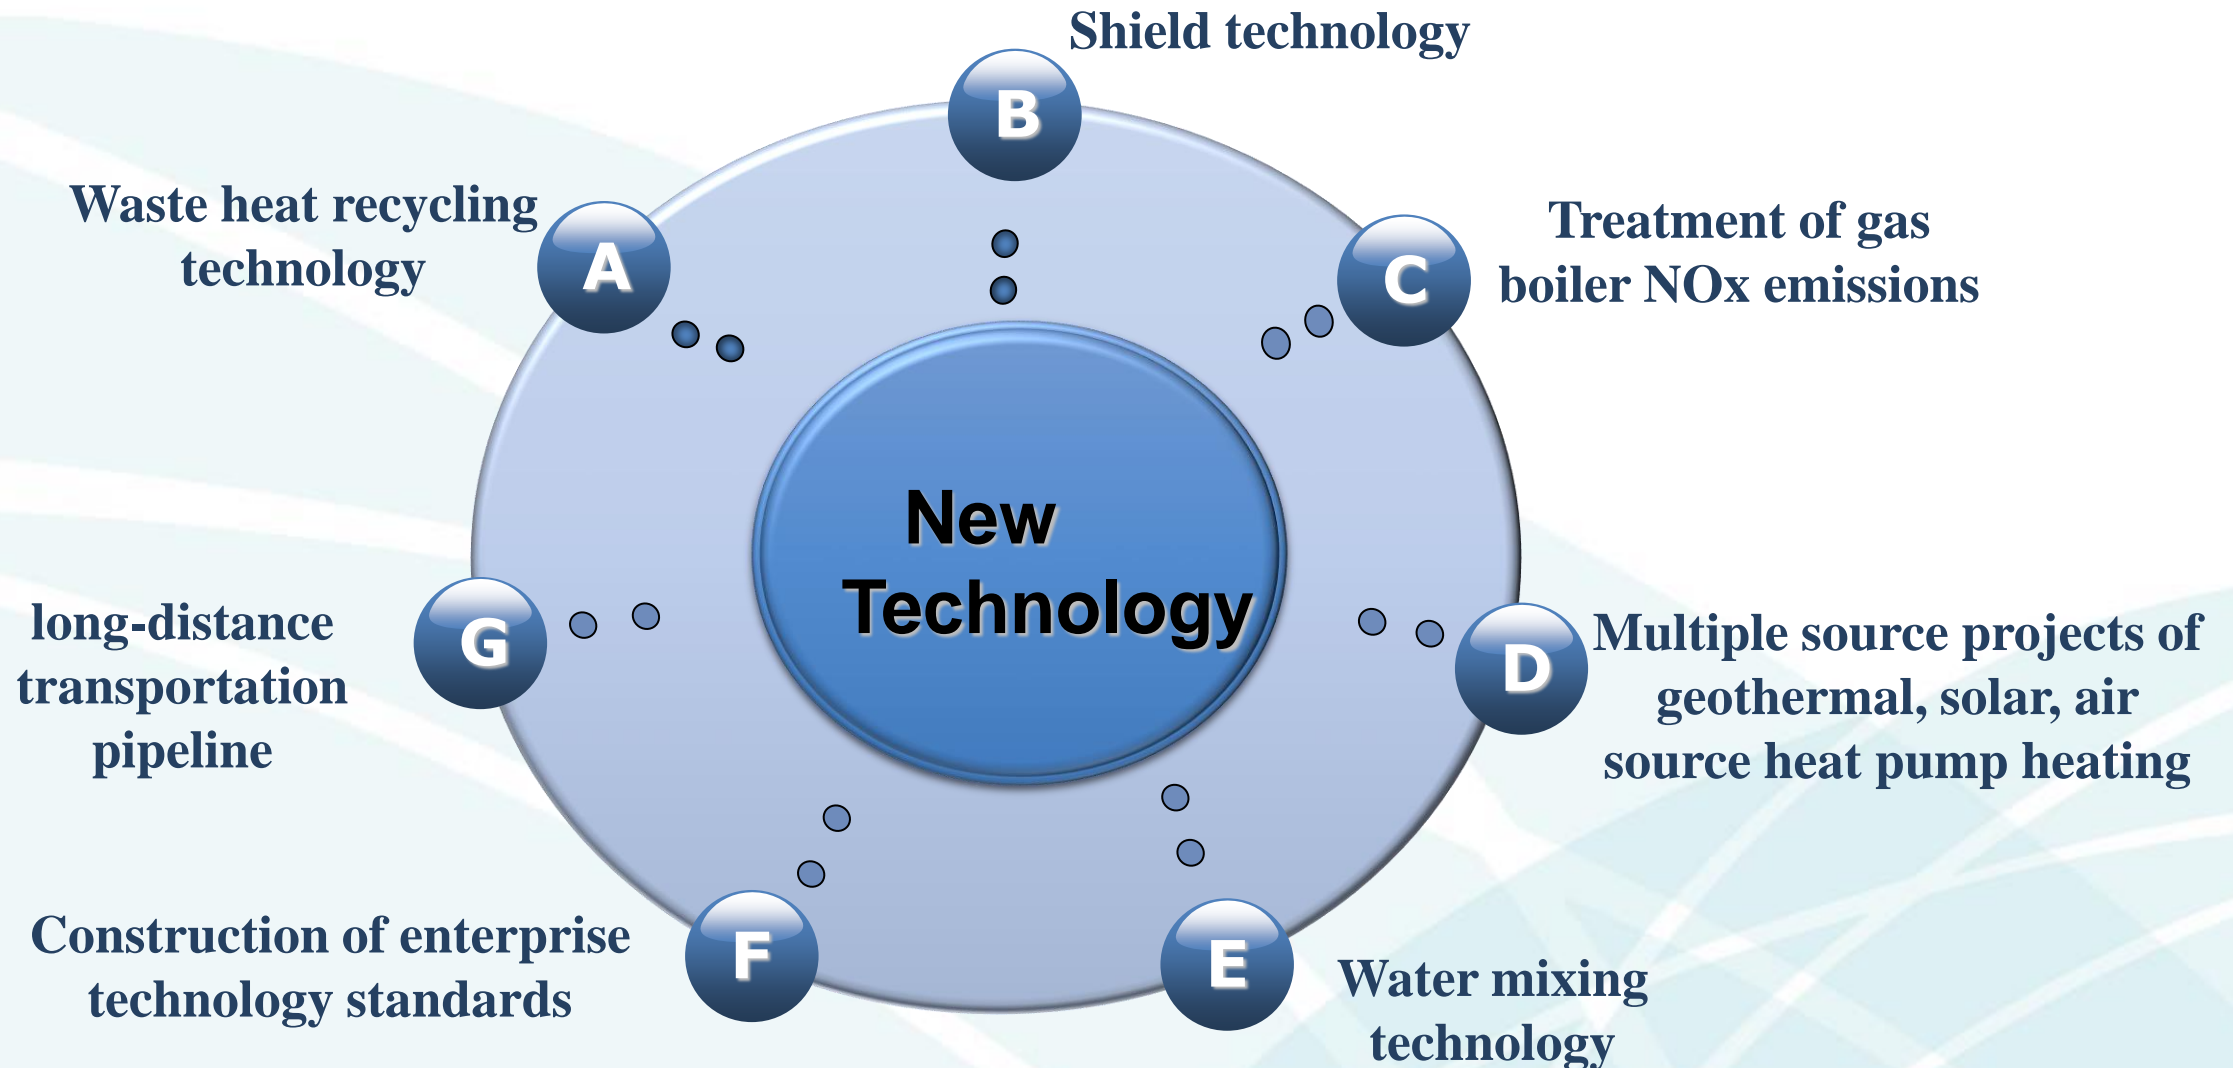 Shield technology
B
Waste heat recycling
technology
A
C
Treatment of gas
boiler NOx emissions
New
Technology
long-distance
transportation
pipeline
G
D
Multiple source projects of
geothermal, solar, air
source heat pump heating
Construction of enterprise
technology standards
F
E
Water mixing
technology